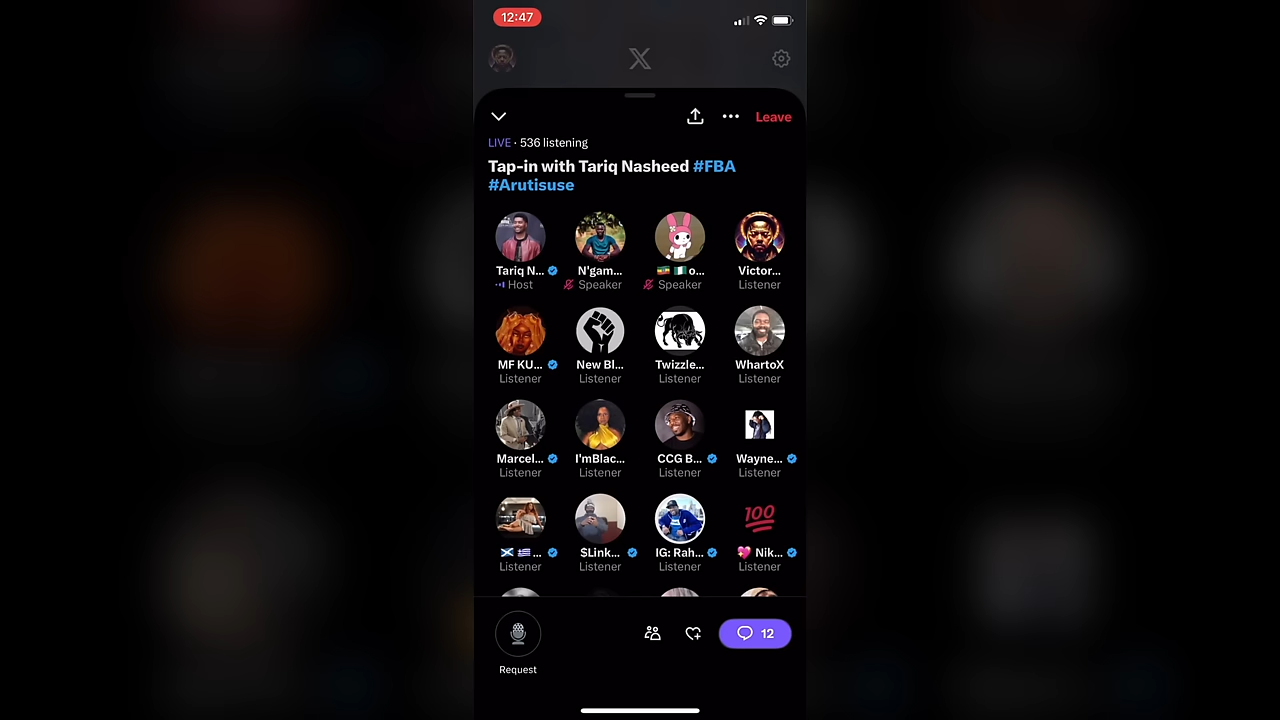 12:47
X
Leave
LIVE · 536 listening
Tap-in with Tariq Nasheed #FBA
#Arutisuse
Tariq N... N'gam... o... Victor...
Host Speaker Speaker Listener
MF KU... New Bl... Twizzle... WhartoX
Listener Listener Listener Listener
Marcel... I'mBlac... CCG B... Wayne...
Listener Listener Listener Listener
... $Link... IG: Rah... Nik...
Listener Listener Listener Listener
100
12
Request